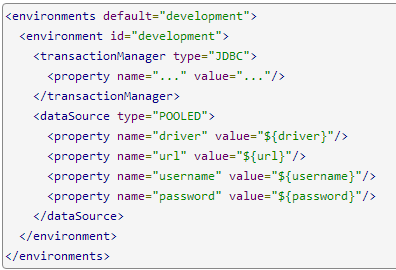 <environments default="development">
  <environment id="development">
    <transactionManager type="JDBC">
      <property name="..." value="..."/>
    </transactionManager>
    <dataSource type="POOLED">
      <property name="driver" value="${driver}"/>
      <property name="url" value="${url}"/>
      <property name="username" value="${username}"/>
      <property name="password" value="${password}"/>
    </dataSource>
  </environment>
</environments>